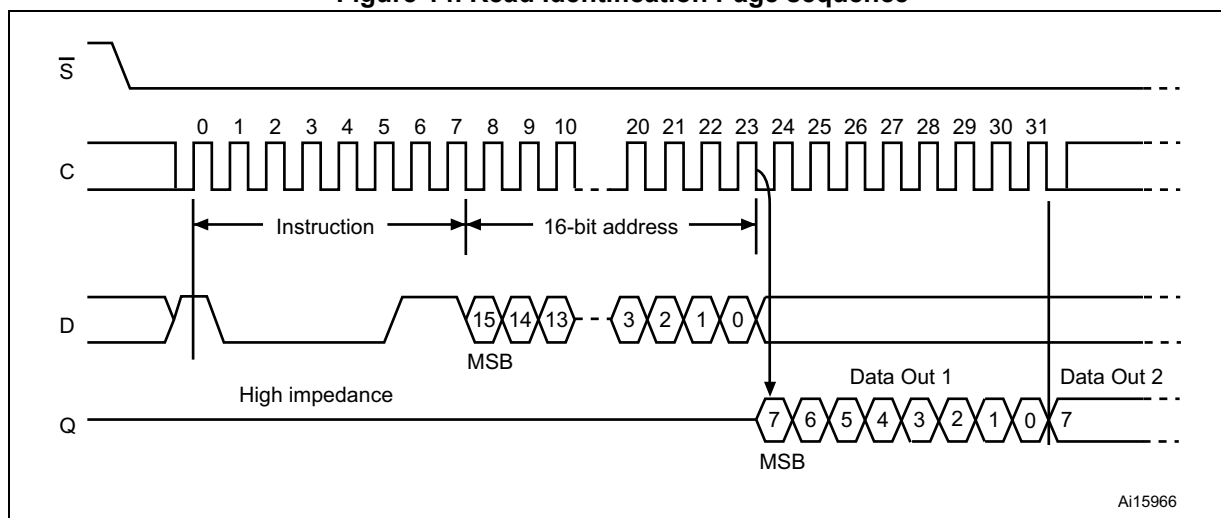 Read Identification Page sequence
S̅
0 1 2 3 4 5 6 7 8 9 10 20 21 22 23 24 25 26 27 28 29 30 31
C
Instruction 16-bit address
D 15 14 13 3 2 1 0
MSB
High impedance Data Out 1 Data Out 2
Q 7 6 5 4 3 2 1 0 7
MSB
Ai15966